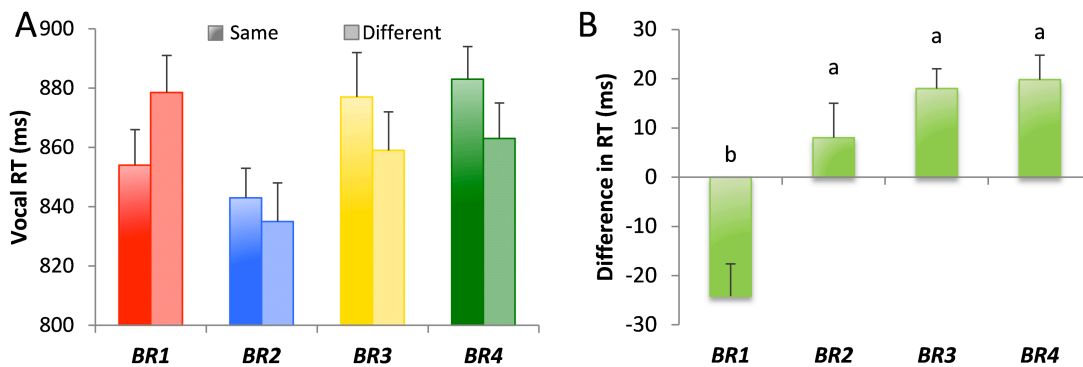 A
Same Different
Vocal RT (ms)
900
880
860
840
820
800
BR1 BR2 BR3 BR4
B
Difference in RT (ms)
30
20
10
0
-10
-20
-30
b
a
a
a
BR1 BR2 BR3 BR4